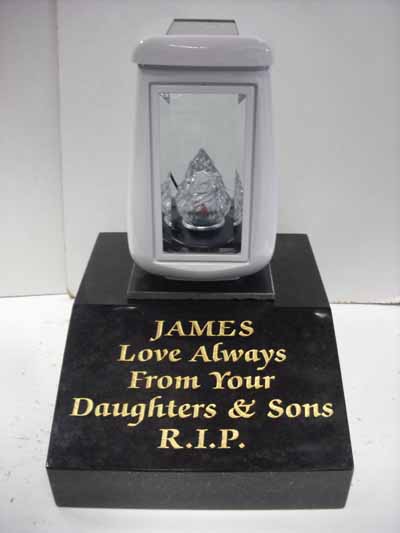 JAMES
Love Always
From Your
Daughters & Sons
R.I.P.